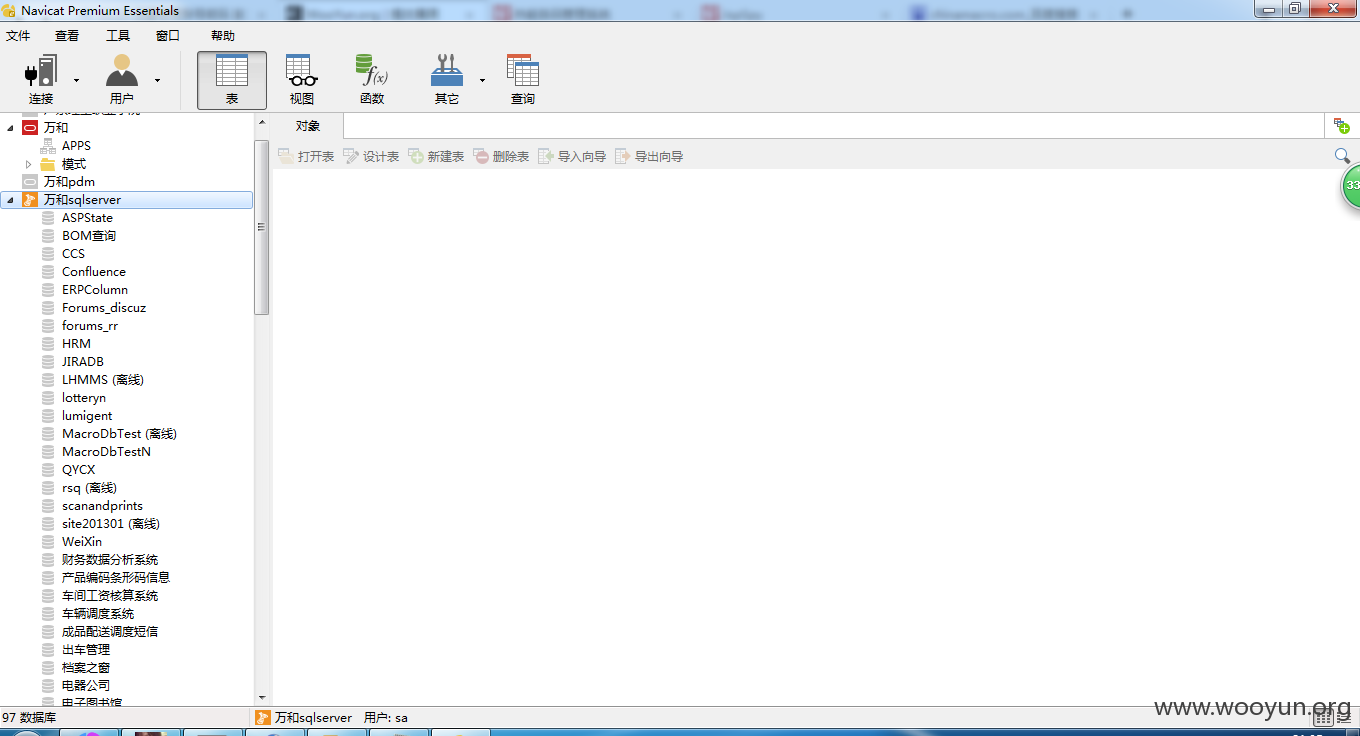 Navicat Premium Essentials
文件 查看 工具 窗口 帮助
连接 用户 表 视图 函数 其它 查询
万和
APPS
模式
万和pdm
万和sqlserver
ASPState
BOM查询
CCS
Confluence
ERPColumn
Forums_discuz
forums_rr
HRM
JIRADB
LHMMS (离线)
lotteryn
lumigent
MacroDbTest (离线)
MacroDbTestN
QYCX
rsq (离线)
scanandprints
site201301 (离线)
WeiXin
财务数据分析系统
产品编码条形码信息
车间工资核算系统
车辆调度系统
成品配送调度短信
出车管理
档案之窗
电器公司
电子图书馆
对象
打开表 设计表 新建表 删除表 导入向导 导出向导
33
97 数据库 万和sqlserver 用户: sa
www.wooyun.org